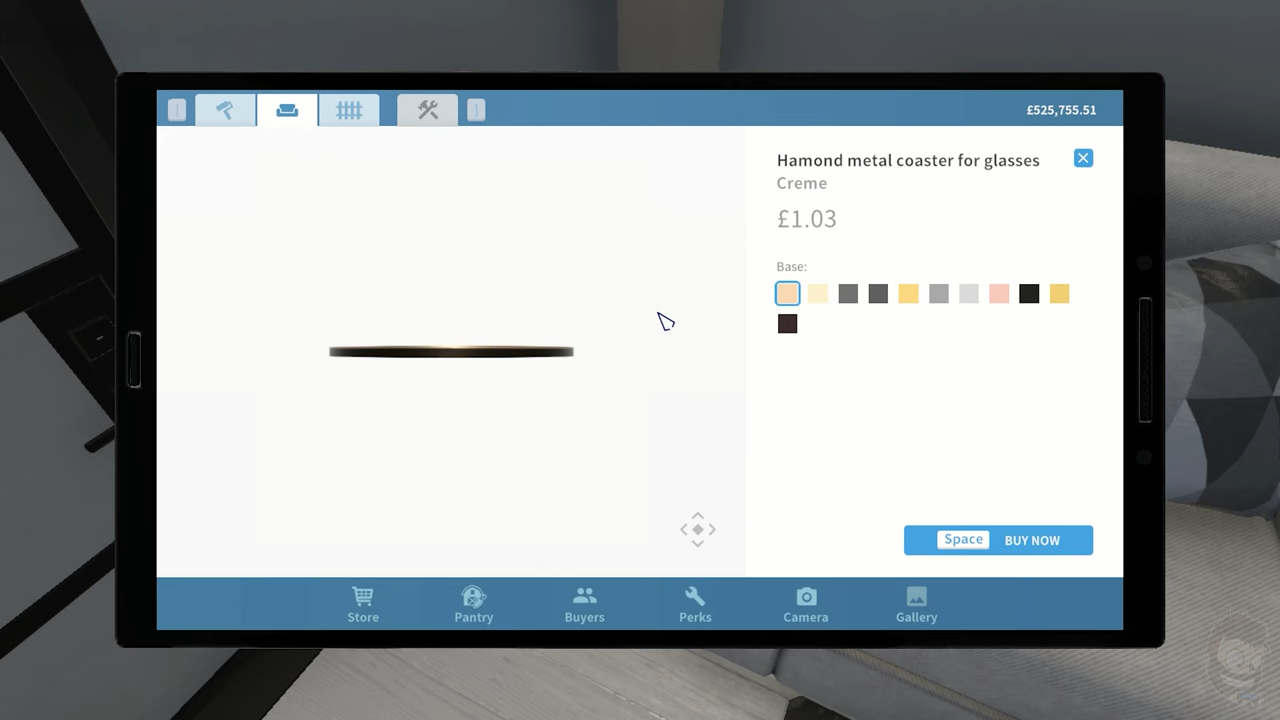 £525,755.51
Hamond metal coaster for glasses
Creme
£1.03
Base:
Space BUY NOW
Store Pantry Buyers Perks Camera Gallery